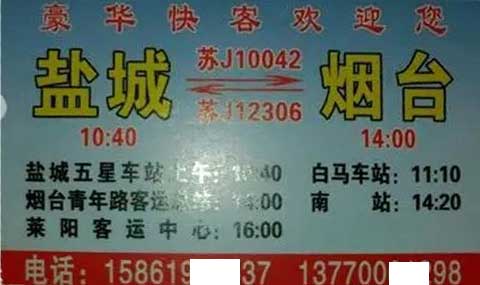 豪华快客欢迎您
盐城 苏J10042 烟台
苏J12306
10:40 14:00
盐城五星车站上午: 40 白马车站: 11:10
烟台青年路客运 : 14:00 南站: 14:20
莱阳客运中心: 16:00
电话: 15861 37 13770 298